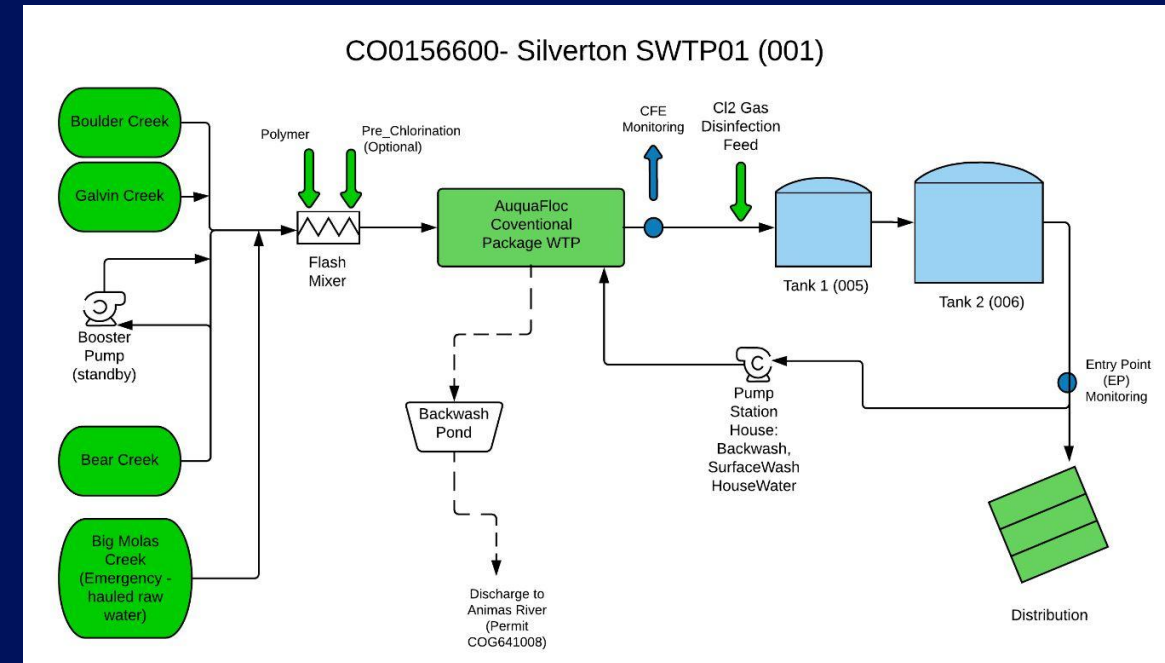 CO0156600- Silverton SWTP01 (001)
Boulder Creek
Galvin Creek
Booster
Pump
(standby)
Bear Creek
Big Molas
Creek
(Emergency -
hauled raw
water)
Polymer
Pre_Chlorination
(Optional)
Flash
Mixer
AuquaFloc
Coventional
Package WTP
CFE
Monitoring
Cl2 Gas
Disinfection
Feed
Tank 1 (005)
Tank 2 (006)
Backwash
Pond
Discharge to
Animas River
(Permit
COG641008)
C
Pump
Station
House:
Backwash,
SurfaceWash
HouseWater
Entry Point
(EP)
Monitoring
Distribution